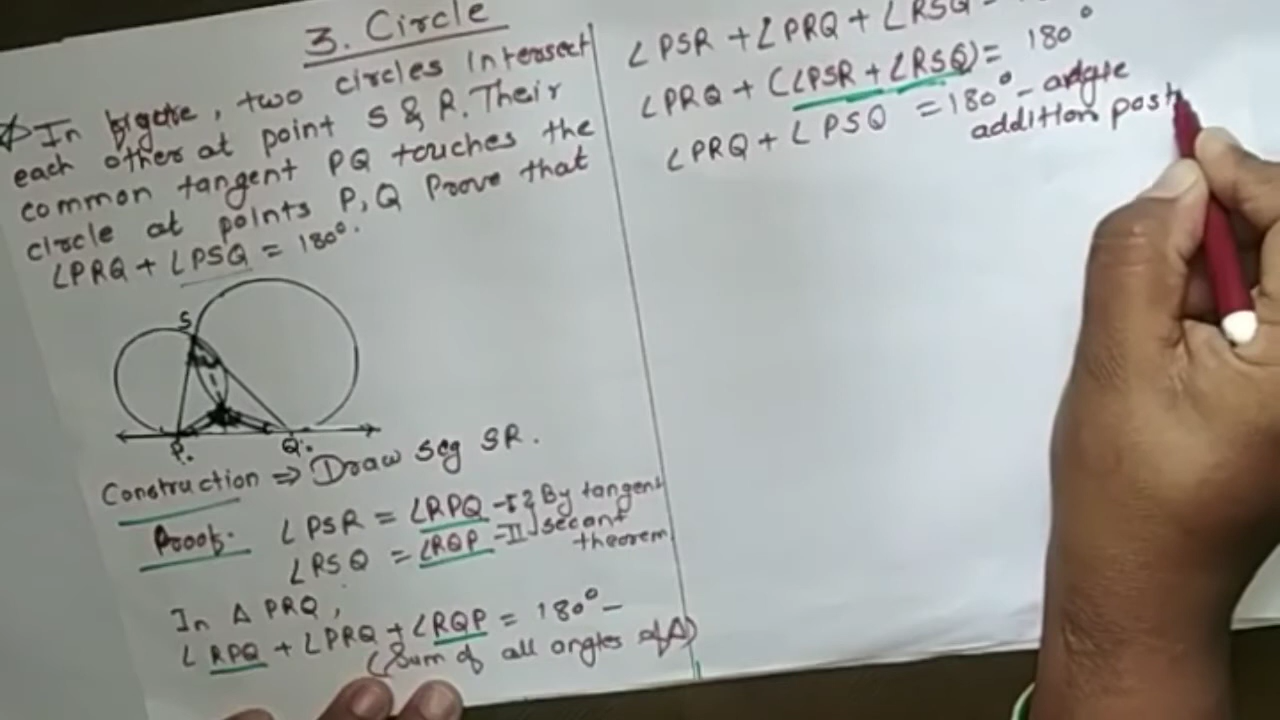 3. Circle
In figure, two circles intersect
each other at point S & R. Their
common tangent PQ touches the
circle at points P, Q Prove that
∠PRQ + ∠PSQ = 180°.
S
P. Q.
Construction ⇒ Draw seg SR.
Proof:- ∠PSR = ∠RPQ -I } By tangent
∠RSQ = ∠RQP -II secant
theorem
In Δ PRQ,
∠RPQ + ∠PRQ + ∠RQP = 180° -
(Sum of all angles of Δ)
∠PSR + ∠PRQ + ∠RSQ =
∠PRQ + (∠PSR + ∠RSQ) = 180°
∠PRQ + ∠PSQ = 180° - angle
addition post